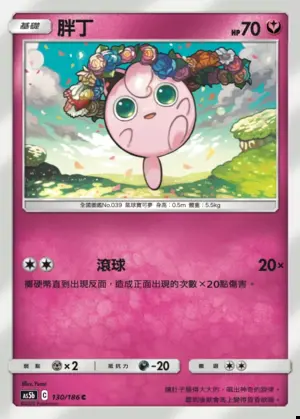 基礎 胖丁 HP70
全國圖鑑No.039 氣球寶可夢 身高：0.5m 體重：5.5kg
滾球 20×
擲硬幣直到出現反面，造成正面出現的次數×20點傷害。
弱點 ×2 抵抗力 -20 撤退
Illus. Yuu
AS5b C 130/186 C